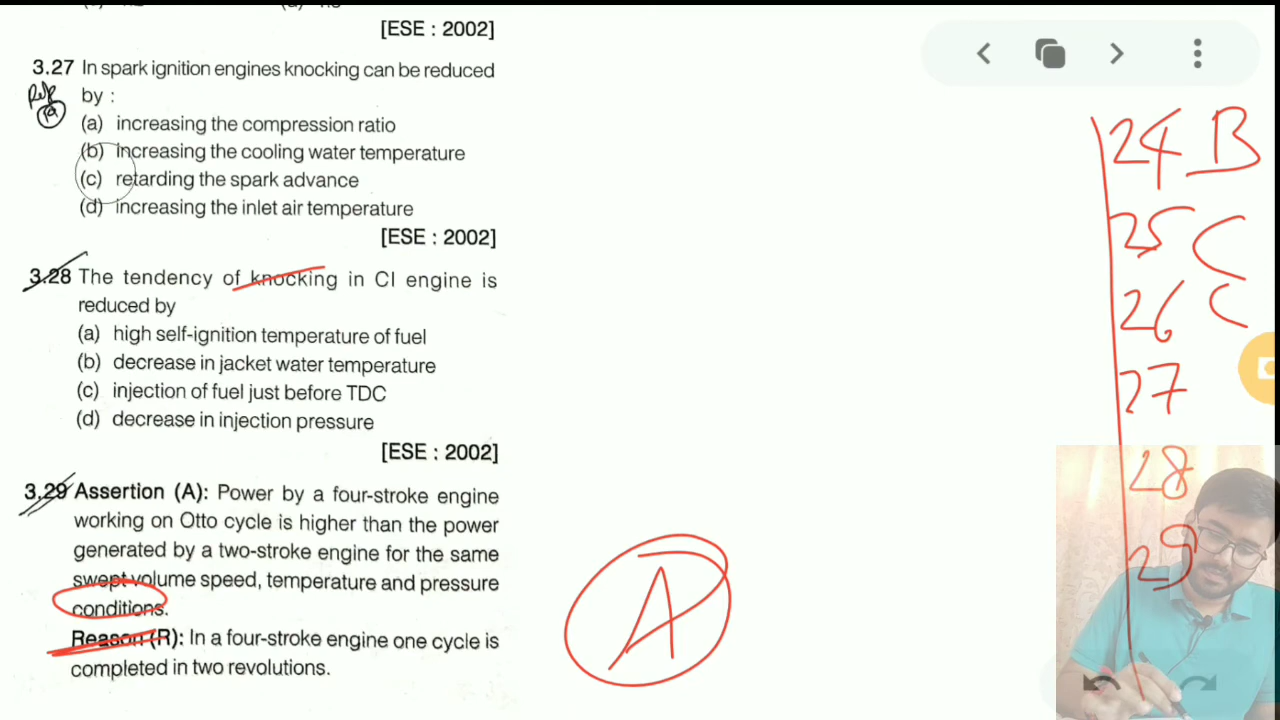 [ESE : 2002]
3.27 In spark ignition engines knocking can be reduced
by :
(a) increasing the compression ratio
(b) increasing the cooling water temperature
(c) retarding the spark advance
(d) increasing the inlet air temperature
[ESE : 2002]
3.28 The tendency of knocking in CI engine is
reduced by
(a) high self-ignition temperature of fuel
(b) decrease in jacket water temperature
(c) injection of fuel just before TDC
(d) decrease in injection pressure
[ESE : 2002]
3.29 Assertion (A): Power by a four-stroke engine
working on Otto cycle is higher than the power
generated by a two-stroke engine for the same
swept volume speed, temperature and pressure
conditions.
Reason (R): In a four-stroke engine one cycle is
completed in two revolutions.
A
24 B
25 C
26 C
27
28
29